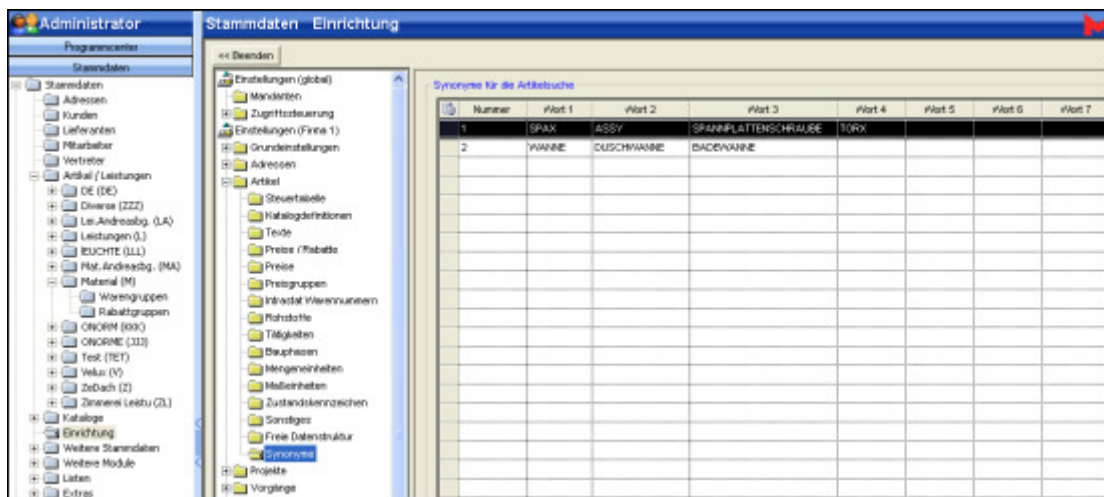 Administrator
Programmcenter
Stammdaten
Stammdaten
Adressen
Kunden
Lieferanten
Mitarbeiter
Vertreter
Artikel / Leistungen
DE (DE)
Diverse (ZZZ)
Lei.Andreasbg. (LA)
Leistungen (L)
lEUCHTE (LLL)
Mat.Andreasbg. (MA)
Material (M)
Warengruppen
Rabattgruppen
ONORM
ONORME (JJJ)
Test (TET)
Velux (V)
ZeDach (Z)
Zimmerei Leistu (ZL)
Kataloge
Einrichtung
Weitere Stammdaten
Weitere Module
Listen
Extras
Stammdaten Einrichtung
<< Beenden
Einstellungen (global)
Mandanten
Zugriffssteuerung
Einstellungen (Firma 1)
Grundeinstellungen
Adressen
Artikel
Steuertabelle
Katalogdefinitionen
Texte
Preise / Rabatte
Preise
Preisgruppen
Intrastat Warennummern
Rohstoffe
Tätigkeiten
Bauphasen
Mengeneinheiten
Maßeinheiten
Zustandskennzeichen
Sonstiges
Freie Datenstruktur
Synonyme
Projekte
Vorgänge
Synonyme für die Artikelsuche
Nummer Wort 1 Wort 2 Wort 3 Wort 4 Wort 5 Wort 6 Wort 7
1 SPAX ASSY SPANNPLATTENSCHRAUBE TORX
2 WANNE DUSCHWANNE BADEWANNE